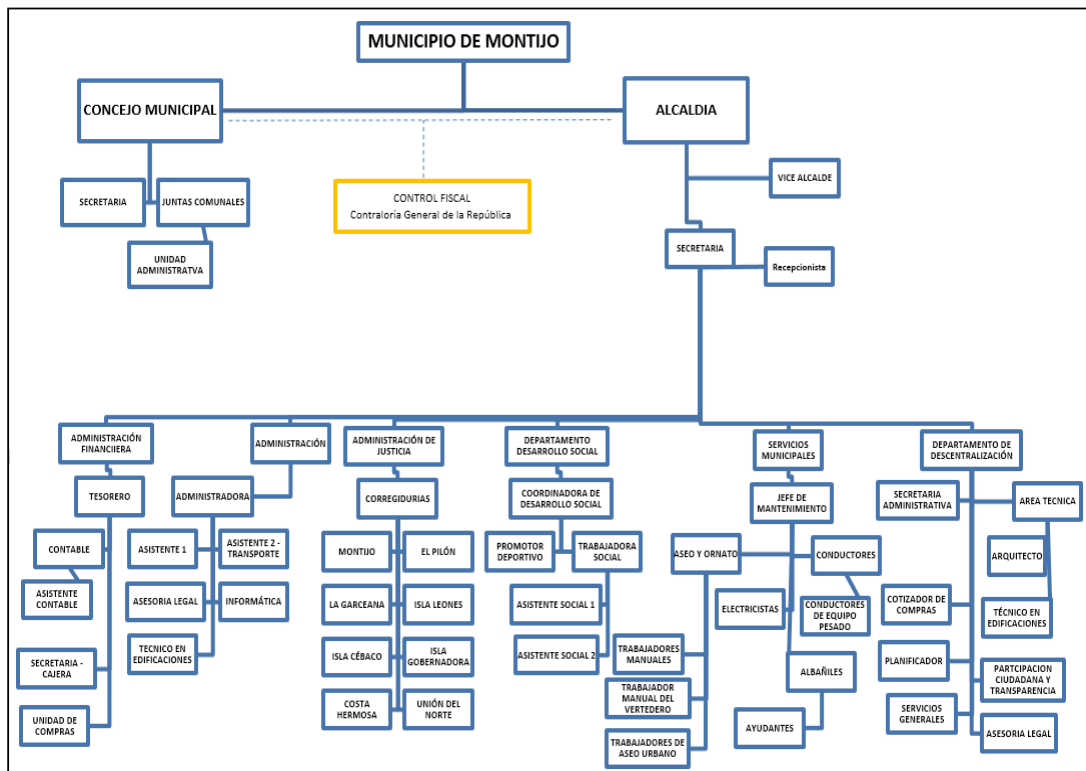 MUNICIPIO DE MONTIJO
CONCEJO MUNICIPAL
ALCALDIA
VICE ALCALDE
SECRETARIA
JUNTAS COMUNALES
CONTROL FISCAL
Contraloría General de la República
UNIDAD
ADMINISTRATVA
SECRETARIA
Recepcionista
ADMINISTRACIÓN
FINANCIIERA
ADMINISTRACIÓN
ADMINISTRACIÓN DE
JUSTICIA
DEPARTAMENTO
DESARROLLO SOCIAL
SERVICIOS
MUNICIPALES
DEPARTAMENTO DE
DESCENTRALIZACIÓN
TESORERO
ADMINISTRADORA
CORREGIDURIAS
COORDINADORA DE
DESARROLLO SOCIAL
JEFE DE
MANTENIMIENTO
SECRETARIA
ADMINISTRATIVA
AREA TECNICA
CONTABLE
ASISTENTE 1
ASISTENTE 2 -
TRANSPORTE
MONTIJO
EL PILÓN
PROMOTOR
DEPORTIVO
TRABAJADORA
SOCIAL
ASEO Y ORNATO
CONDUCTORES
ARQUITECTO
ASISTENTE
CONTABLE
ASESORIA LEGAL
INFORMÁTICA
LA GARCEANA
ISLA LEONES
ASISTENTE SOCIAL 1
ELECTRICISTAS
CONDUCTORES
DE EQUIPO
PESADO
COTIZADOR DE
COMPRAS
TÉCNICO EN
EDIFICACIONES
SECRETARIA -
CAJERA
TECNICO EN
EDIFICACIONES
ISLA CÉBACO
ISLA
GOBERNADORA
ASISTENTE SOCIAL 2
TRABAJADORES
MANUALES
ALBAÑILES
PLANIFICADOR
PARTCIPACION
CIUDADANA Y
TRANSPARENCIA
UNIDAD DE
COMPRAS
COSTA
HERMOSA
UNIÓN DEL
NORTE
TRABAJADOR
MANUAL DEL
VERTEDERO
AYUDANTES
SERVICIOS
GENERALES
ASESORIA LEGAL
TRABAJADORES DE
ASEO URBANO